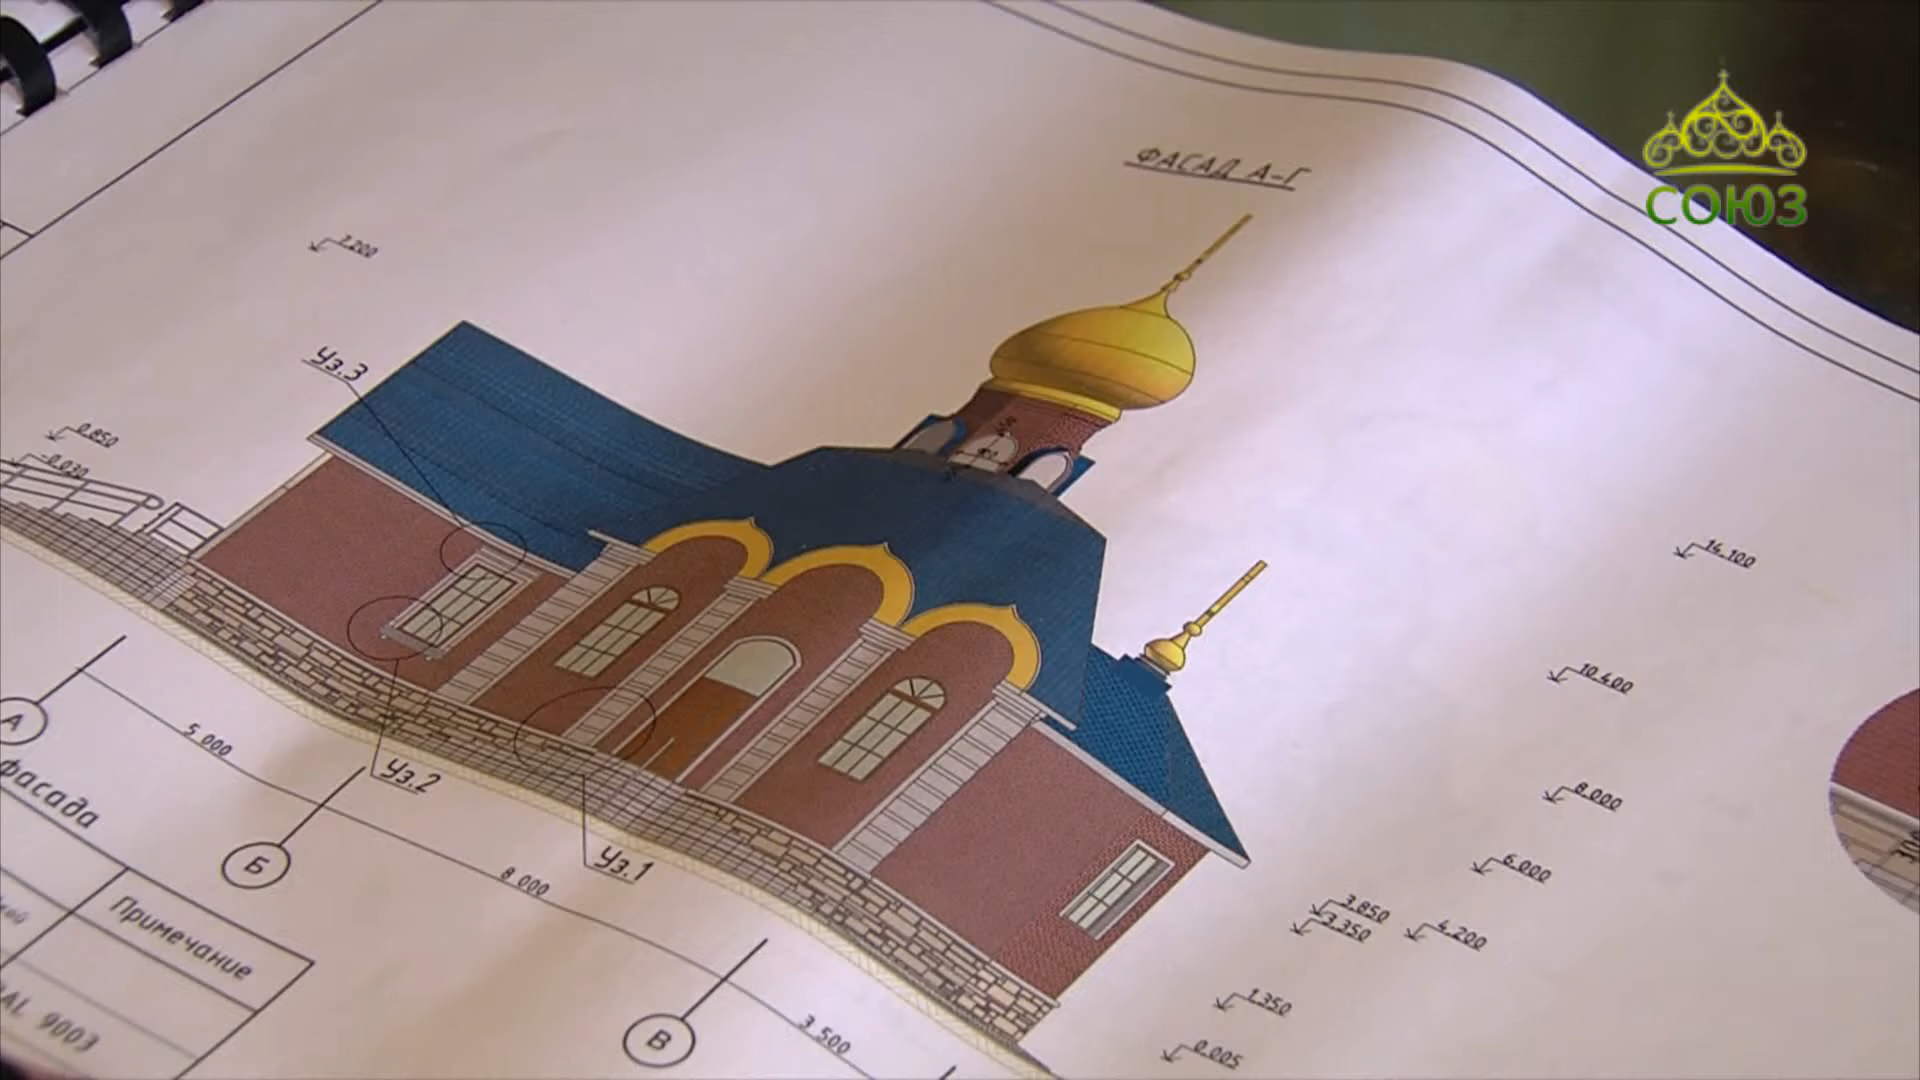 СОЮЗ
ФАСАД А-Г
7.200
Уз.3
0.850
-0.030
14.100
10.400
8.000
6.000
3.850
3.350
4.200
1.350
0.005
А
5 000
Уз.2
Б
8 000
Уз.1
В
3 500
фасада
Примечание
9003